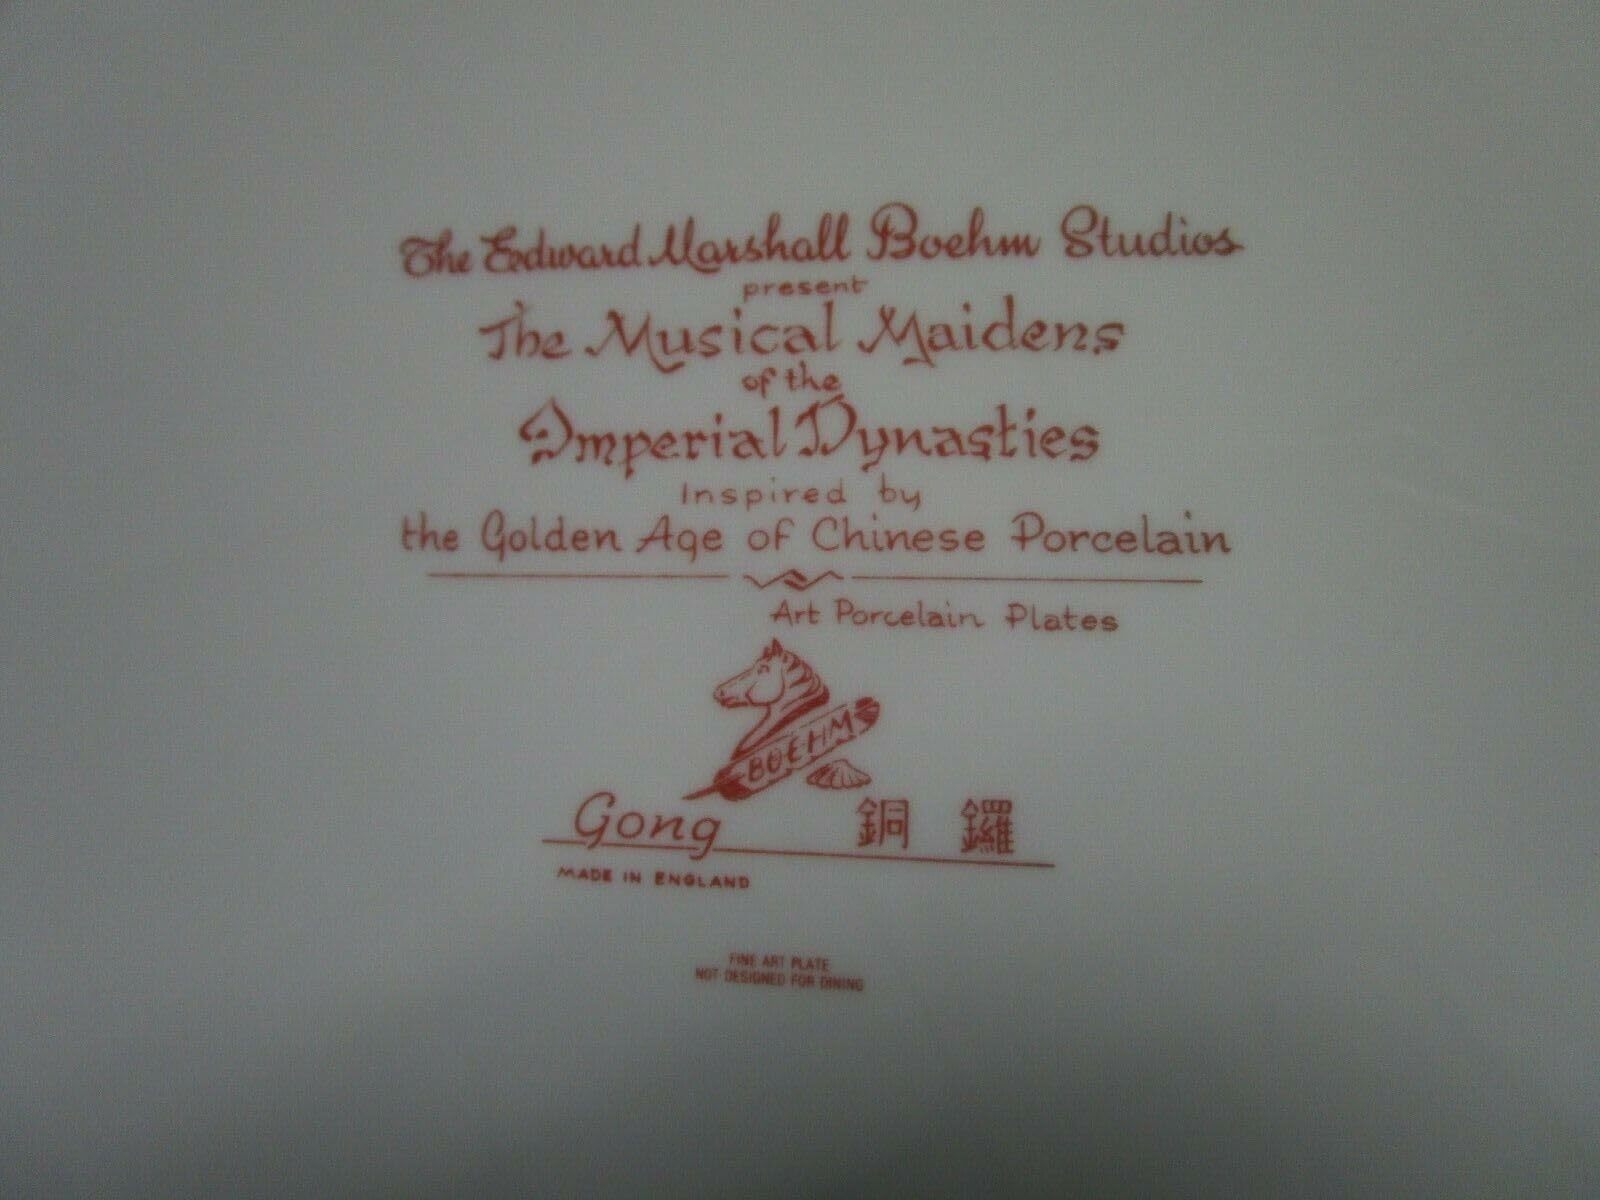 The Edward Marshall Boehm Studios
present
The Musical Maidens
of the
Imperial Dynasties
Inspired by
the Golden Age of Chinese Porcelain
Art Porcelain Plates
BOEHM
Gong 銅 鑼
MADE IN ENGLAND
FINE ART PLATE
NOT DESIGNED FOR DINING